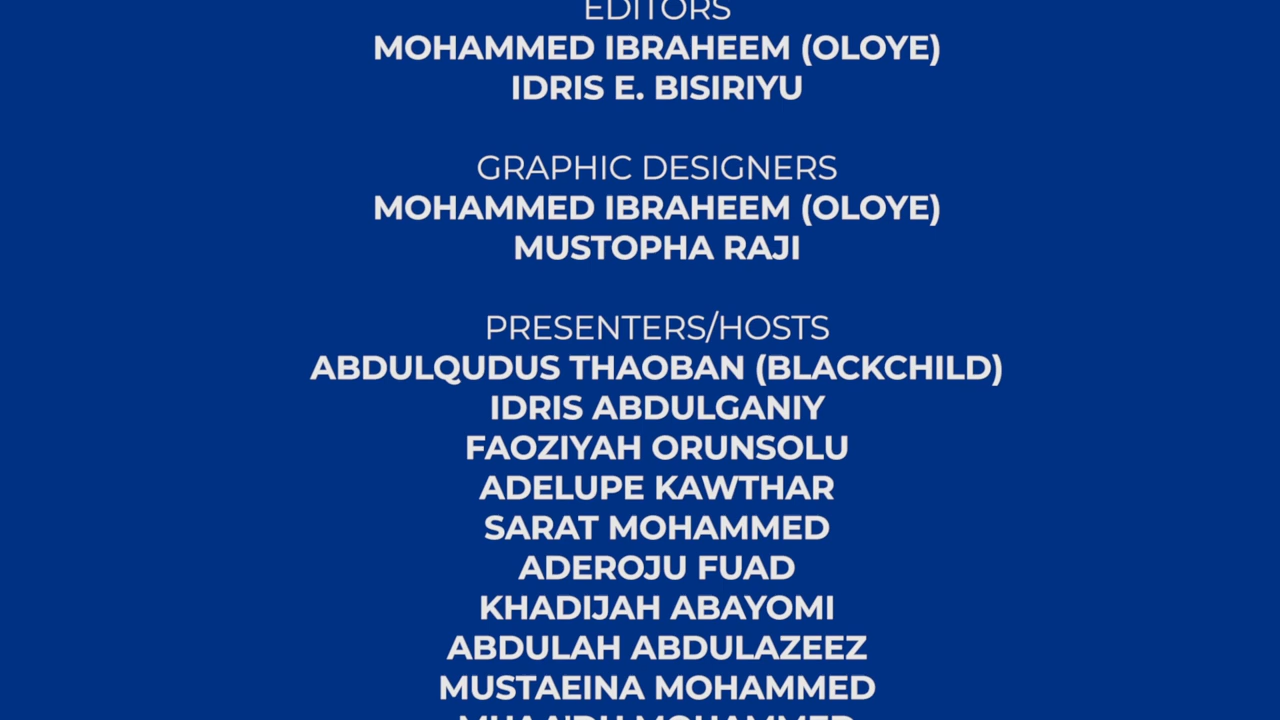 EDITORS
MOHAMMED IBRAHEEM (OLOYE)
IDRIS E. BISIRIYU
GRAPHIC DESIGNERS
MOHAMMED IBRAHEEM (OLOYE)
MUSTOPHA RAJI
PRESENTERS/HOSTS
ABDULQUDUS THAOBAN (BLACKCHILD)
IDRIS ABDULGANIY
FAOZIYAH ORUNSOLU
ADELUPE KAWTHAR
SARAT MOHAMMED
ADEROJU FUAD
KHADIJAH ABAYOMI
ABDULAH ABDULAZEEZ
MUSTAEINA MOHAMMED
MOHAMMED